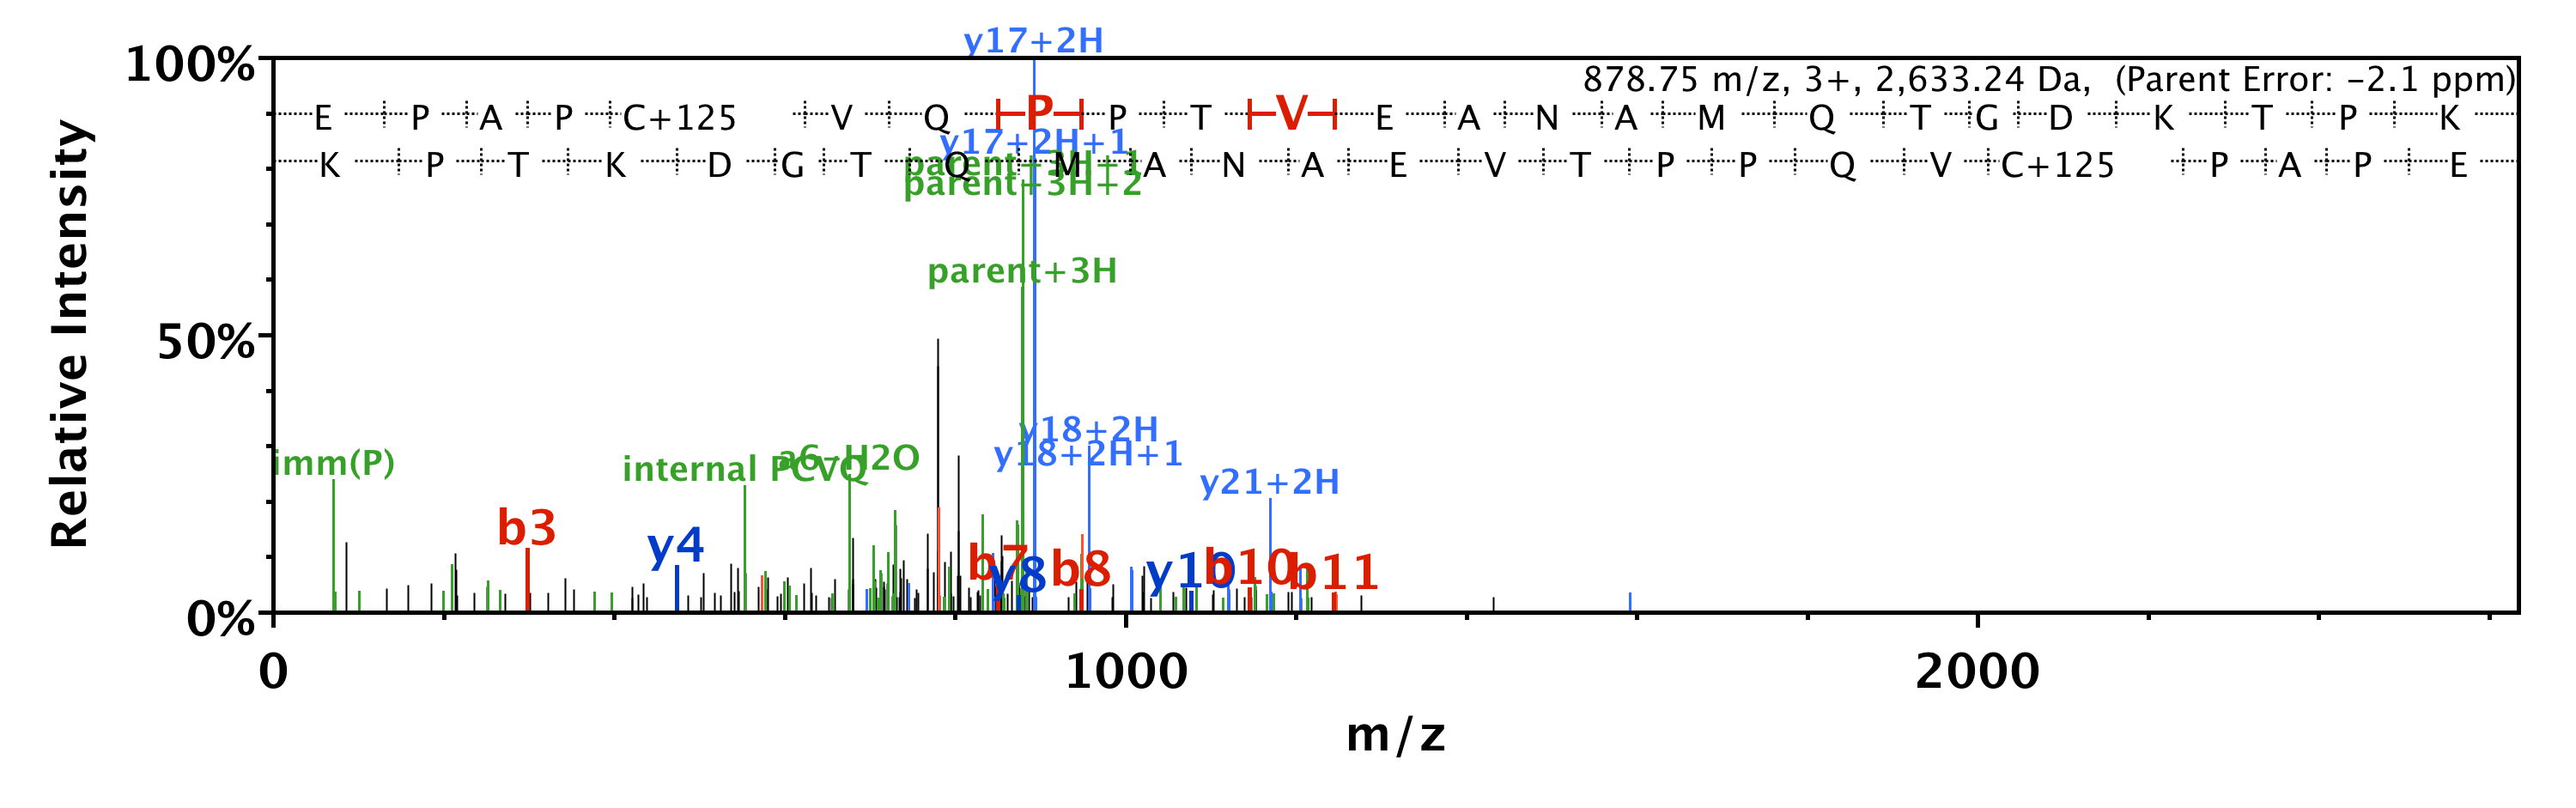 y17+2H
100%
878.75 m/z, 3+, 2,633.24 Da, (Parent Error: -2.1 ppm)
E P A P C+125 V Q P P T V E A N A M Q T G D K T P K
y17+2H+1
parent+3H+1
K P T K D G T Q M A N A E V T P P Q V C+125 P A P E
parent+3H+2
parent+3H
50%
y18+2H
y18+2H+1
imm(P)
internal PCVQ
a6-H2O
y21+2H
b3
y4
b7
y8
b8
y10
b10
b11
0%
0
1000
2000
m/z
Relative Intensity